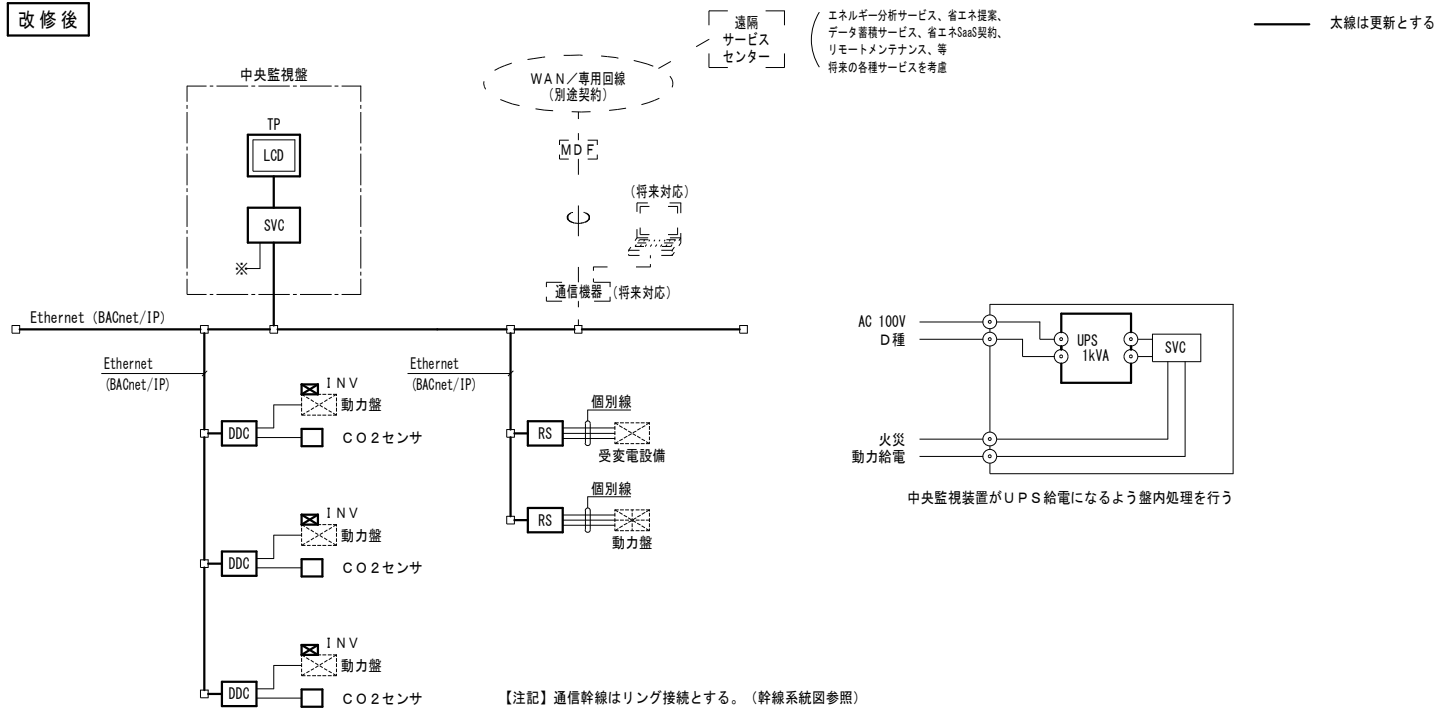 改修後
遠隔
サービス
センター
エネルギー分析サービス、省エネ提案、
データ蓄積サービス、省エネSaaS契約、
リモートメンテナンス、等
将来の各種サービスを考慮
太線は更新とする
中央監視盤
TP
LCD
SVC
※
WAN/専用回線
(別途契約)
MDF
(将来対応)
通信機器 (将来対応)
Ethernet (BACnet/IP)
Ethernet
(BACnet/IP)
INV
動力盤
DDC
CO2センサ
INV
動力盤
DDC
CO2センサ
INV
動力盤
DDC
CO2センサ
Ethernet
(BACnet/IP)
個別線
RS
受変電設備
個別線
RS
動力盤
AC 100V
D種
UPS
1kVA
SVC
火災
動力給電
中央監視装置がUPS給電になるよう盤内処理を行う
【注記】通信幹線はリング接続とする。(幹線系統図参照)